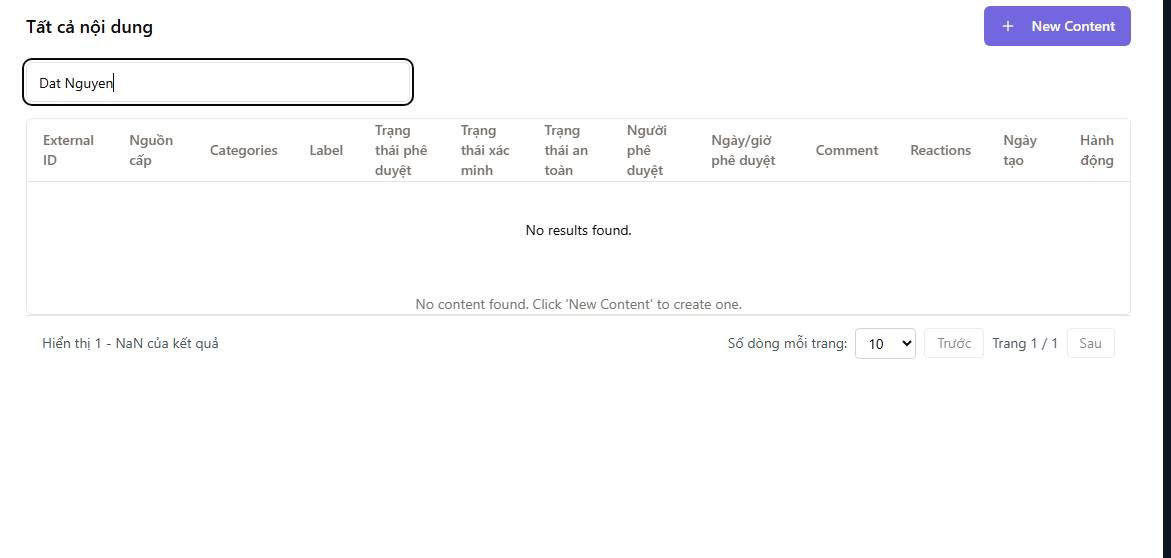 Tất cả nội dung
+ New Content
Dat Nguyen
External ID
Nguồn cấp
Categories
Label
Trạng thái phê duyệt
Trạng thái xác minh
Trạng thái an toàn
Người phê duyệt
Ngày/giờ phê duyệt
Comment
Reactions
Ngày tạo
Hành động
No results found.
No content found. Click 'New Content' to create one.
Hiển thị 1 - NaN của kết quả
Số dòng mỗi trang: 10 Trước Trang 1 / 1 Sau